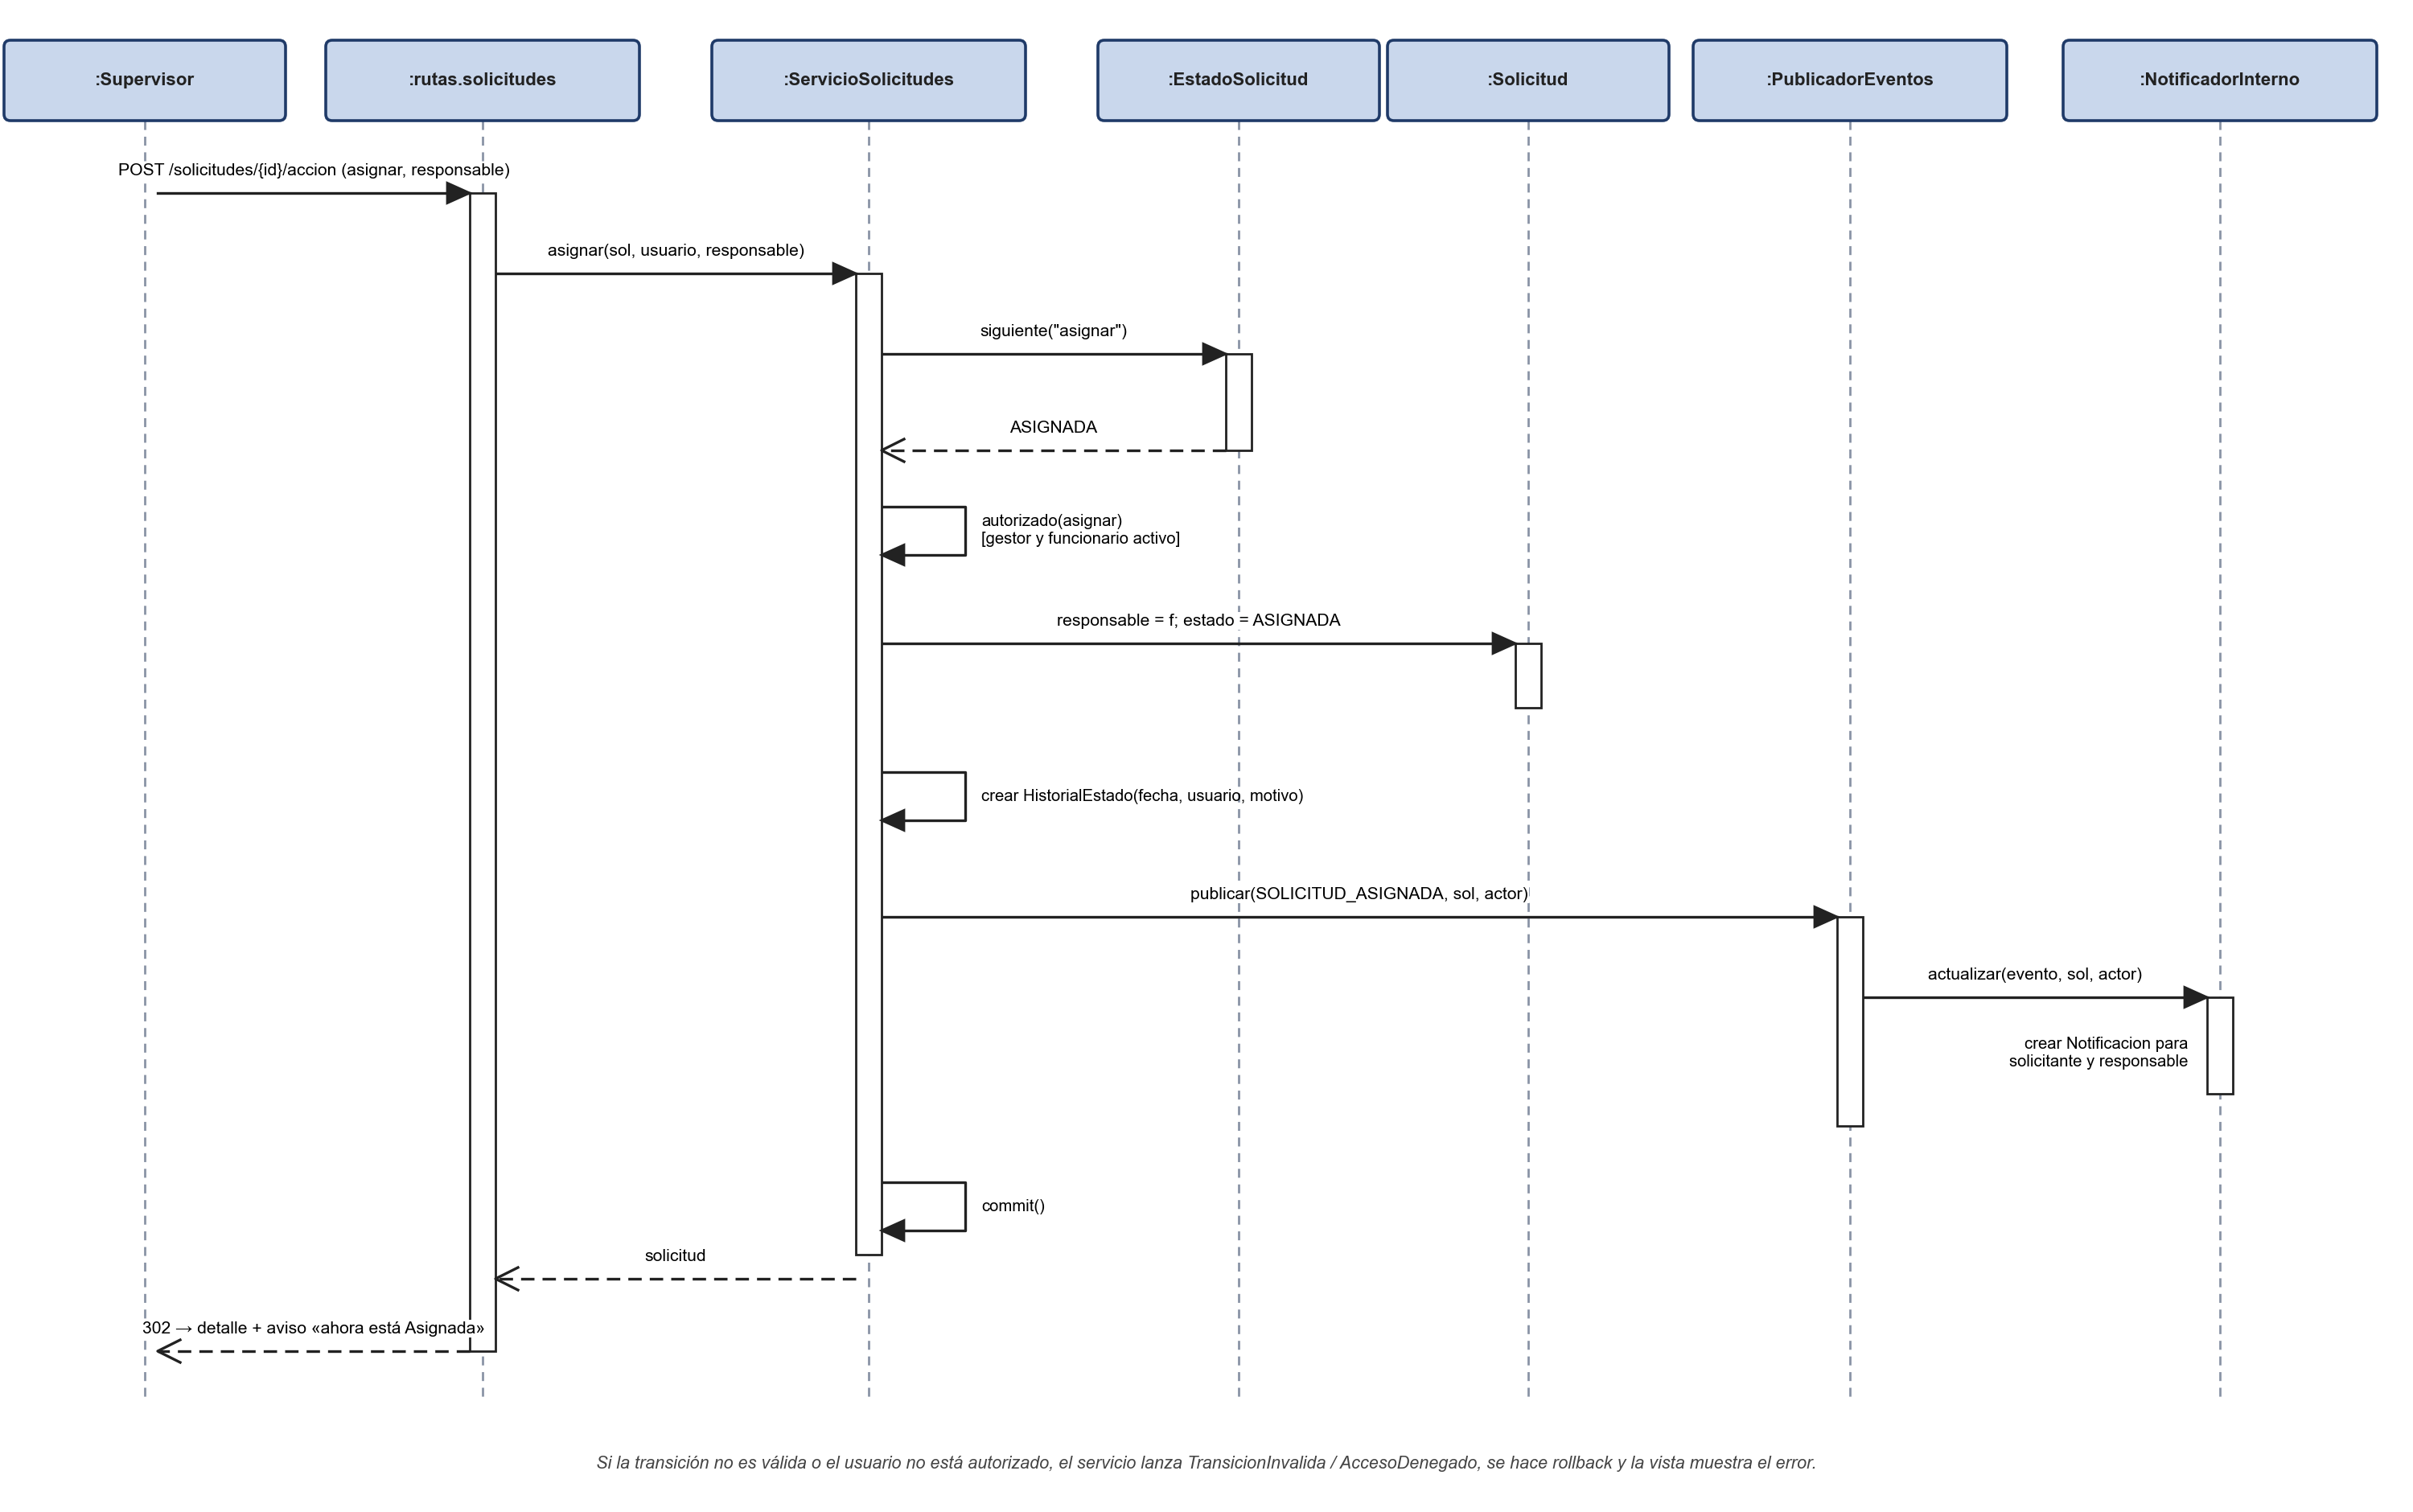 :Supervisor
:rutas.solicitudes
:ServicioSolicitudes
:EstadoSolicitud
:Solicitud
:PublicadorEventos
:NotificadorInterno
POST /solicitudes/{id}/accion (asignar, responsable)
asignar(sol, usuario, responsable)
siguiente("asignar")
ASIGNADA
autorizado(asignar)
[gestor y funcionario activo]
responsable = f; estado = ASIGNADA
crear HistorialEstado(fecha, usuario, motivo)
publicar(SOLICITUD_ASIGNADA, sol, actor)
actualizar(evento, sol, actor)
crear Notificacion para
solicitante y responsable
commit()
solicitud
302 → detalle + aviso «ahora está Asignada»
Si la transición no es válida o el usuario no está autorizado, el servicio lanza TransicionInvalida / AccesoDenegado, se hace rollback y la vista muestra el error.